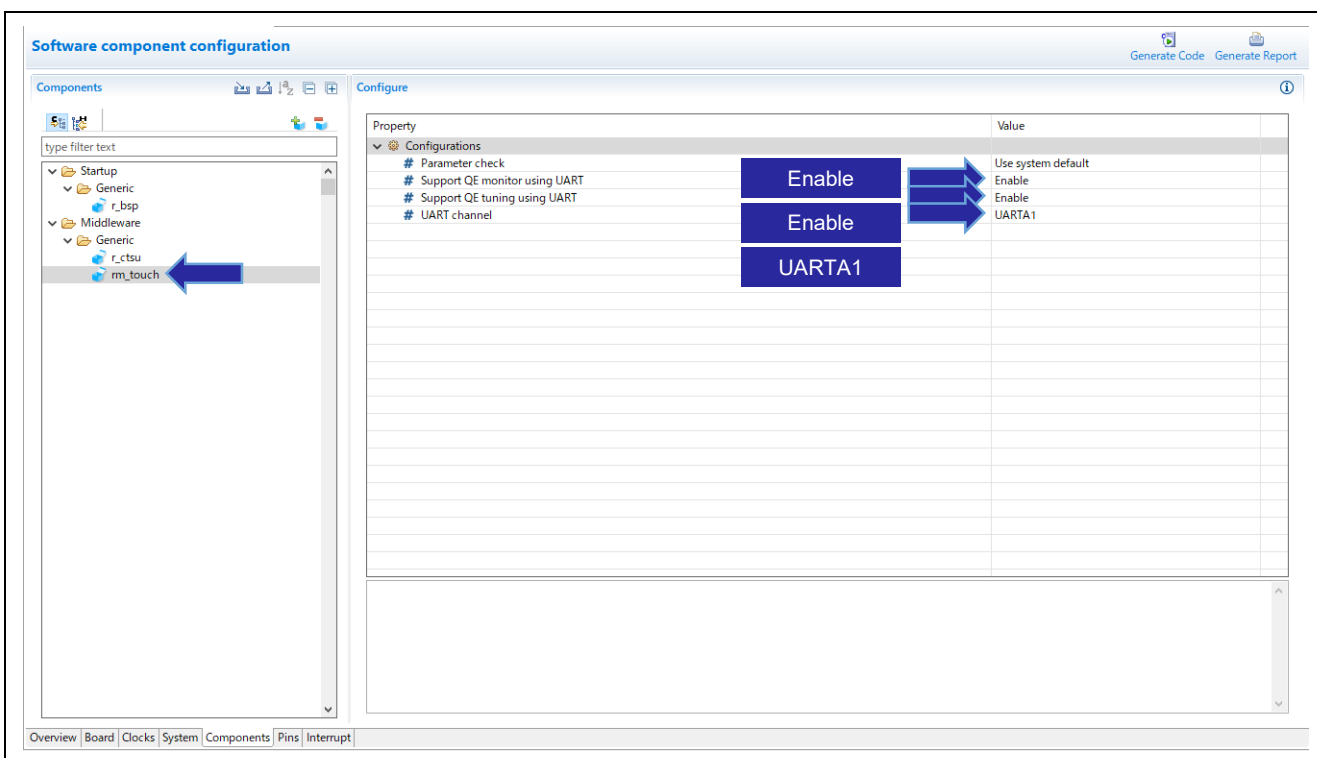 Software component configuration
Generate Code Generate Report
Components
Configure
type filter text
Startup
Generic
r_bsp
Middleware
Generic
r_ctsu
rm_touch
Property Value
Configurations
# Parameter check Use system default
# Support QE monitor using UART Enable Enable
# Support QE tuning using UART Enable Enable
# UART channel UARTA1 UARTA1
Overview Board Clocks System Components Pins Interrupt